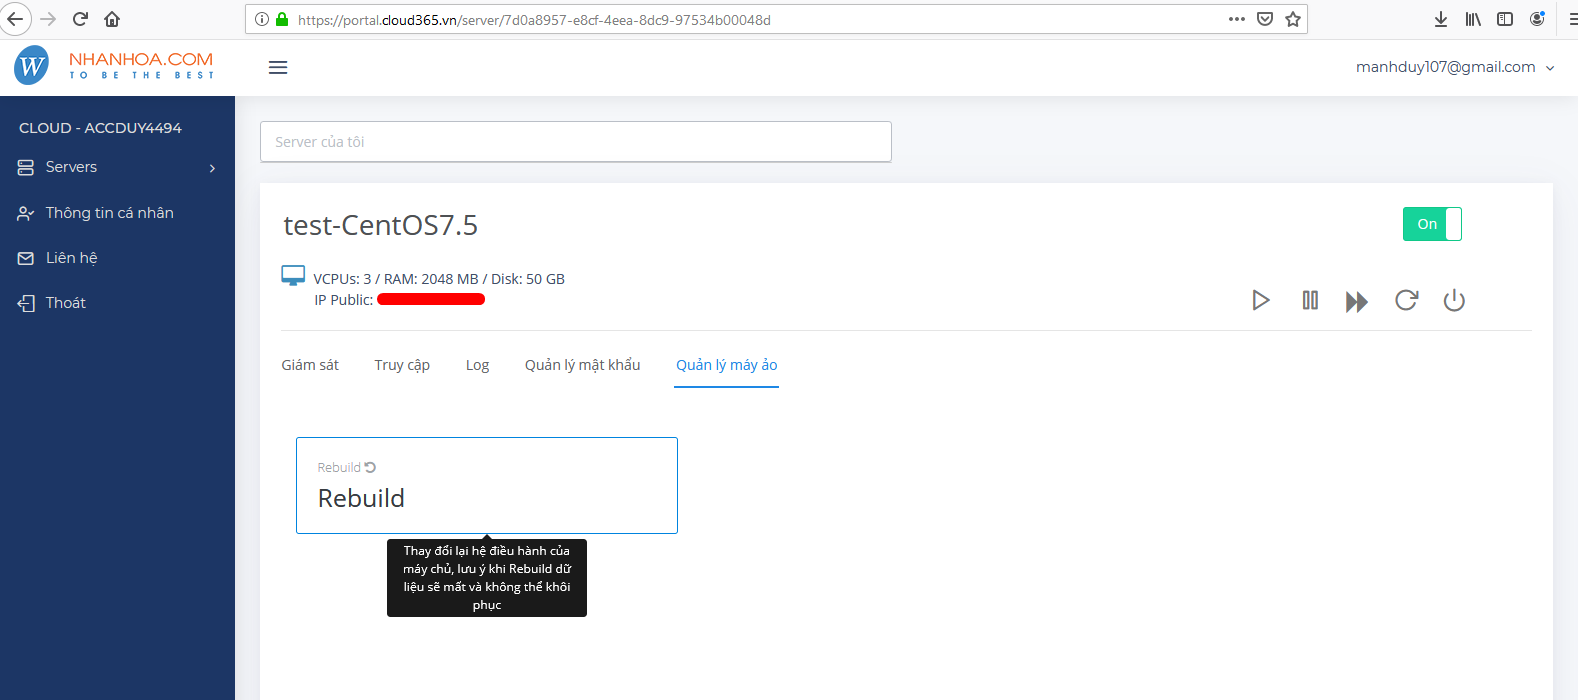 https://portal.cloud365.vn/server/7d0a8957-e8cf-4eea-8dc9-97534b00048d
W
NHANHOA.COM
TO BE THE BEST
manhduy107@gmail.com
CLOUD - ACCDUY4494
Servers
Thông tin cá nhân
Liên hệ
Thoát
Server của tôi
test-CentOS7.5
On
VCPUs: 3 / RAM: 2048 MB / Disk: 50 GB
IP Public:
Giám sát
Truy cập
Log
Quản lý mật khẩu
Quản lý máy ảo
Rebuild
Rebuild
Thay đổi lại hệ điều hành của
máy chủ, lưu ý khi Rebuild dữ
liệu sẽ mất và không thể khôi
phục